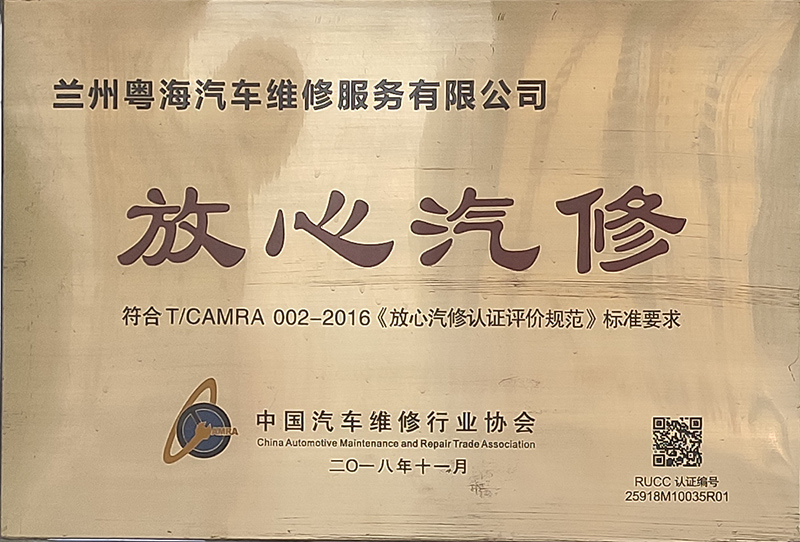 兰州粤海汽车维修服务有限公司
放心汽修
符合 T/CAMRA 002-2016《放心汽修认证评价规范》标准要求
CAMRA
中国汽车维修行业协会
China Automotive Maintenance and Repair Trade Association
二〇一八年十一月
RUCC 认证编号
25918M10035R01